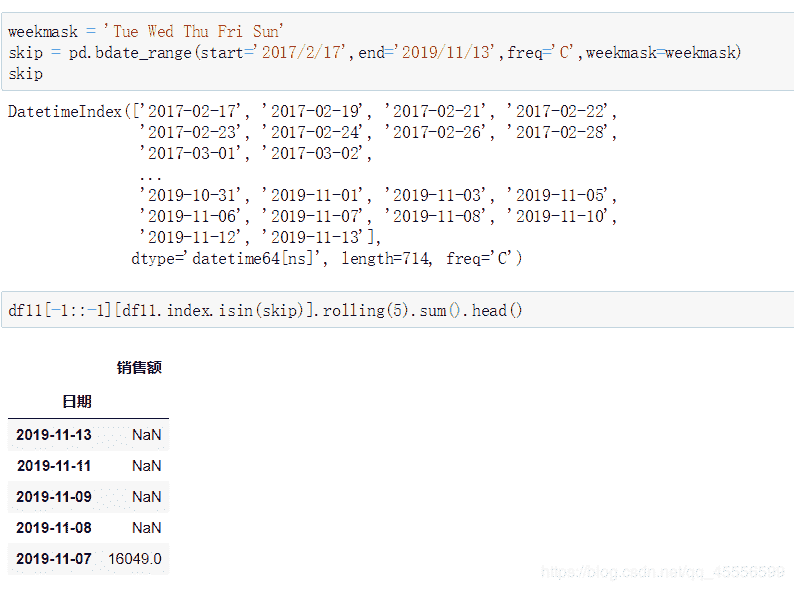 weekmask = 'Tue Wed Thu Fri Sun'
skip = pd.bdate_range(start='2017/2/17',end='2019/11/13',freq='C',weekmask=weekmask)
skip
DatetimeIndex(['2017-02-17', '2017-02-19', '2017-02-21', '2017-02-22',
'2017-02-23', '2017-02-24', '2017-02-26', '2017-02-28',
'2017-03-01', '2017-03-02',
...
'2019-10-31', '2019-11-01', '2019-11-03', '2019-11-05',
'2019-11-06', '2019-11-07', '2019-11-08', '2019-11-10',
'2019-11-12', '2019-11-13'],
dtype='datetime64[ns]', length=714, freq='C')
df11[-1::-1][df11.index.isin(skip)].rolling(5).sum().head()
销售额
日期
2019-11-13 NaN
2019-11-11 NaN
2019-11-09 NaN
2019-11-08 NaN
2019-11-07 16049.0
https://blog.csdn.net/qq_45556599